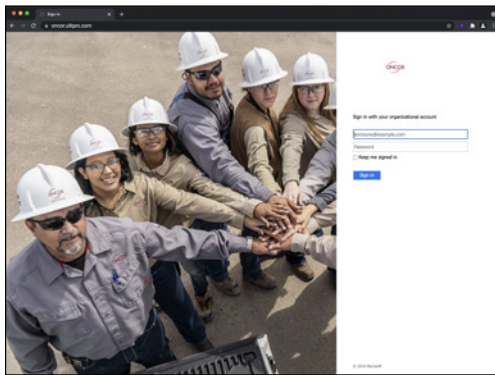 Sign in
oncor.ultipro.com
ONCOR
Sign in with your organizational account
someone@example.com
Password
Keep me signed in
Sign in
© 2016 Microsoft